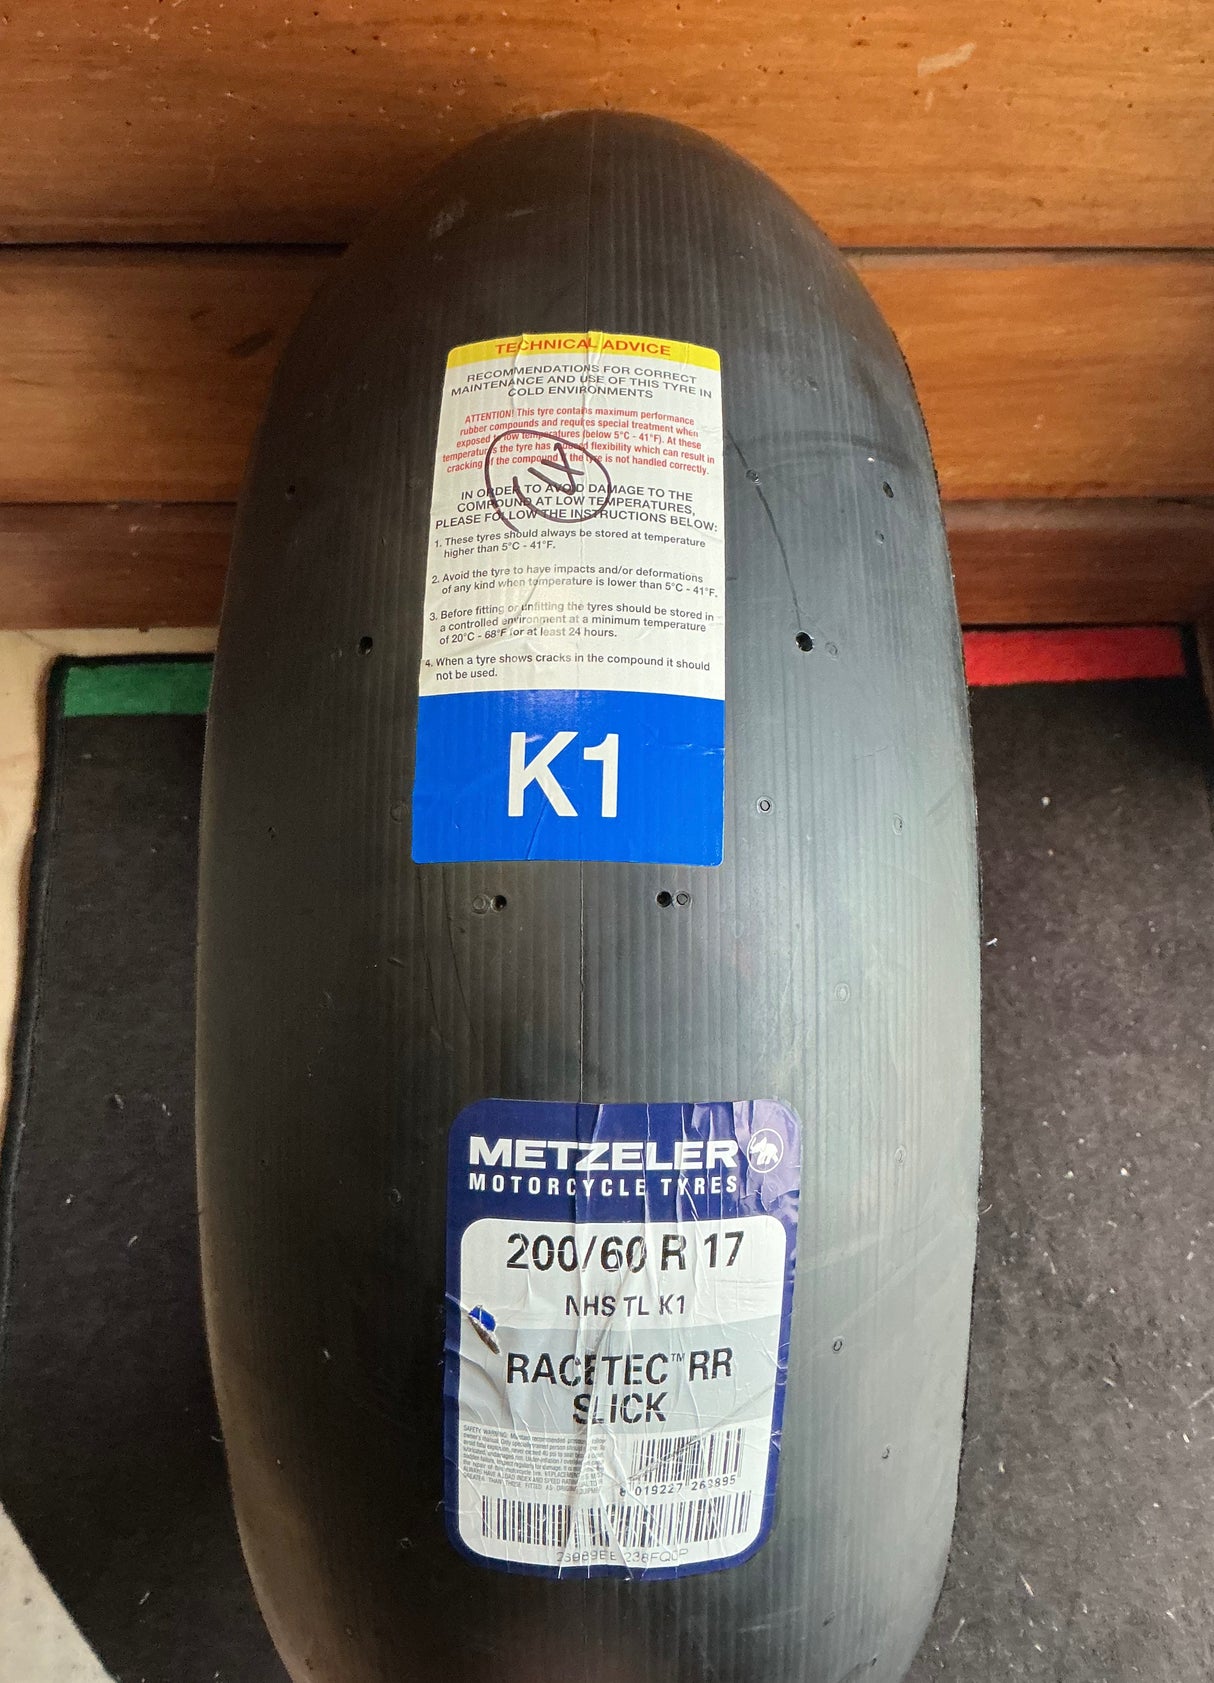 TECHNICAL ADVICE
RECOMMENDATIONS FOR CORRECT
MAINTENANCE AND USE OF THIS TYRE IN
COLD ENVIRONMENTS
ATTENTION! This tyre contains maximum performance
rubber compounds and requires special treatment when
exposed to low temperatures (below 5°C - 41°F). At these
temperatures the tyre has reduced flexibility which can result in
cracking of the compound if the tyre is not handled correctly.
IN ORDER TO AVOID DAMAGE TO THE
COMPOUND AT LOW TEMPERATURES,
PLEASE FOLLOW THE INSTRUCTIONS BELOW:
1. These tyres should always be stored at temperature
higher than 5°C - 41°F.
2. Avoid the tyre to have impacts and/or deformations
of any kind when temperature is lower than 5°C - 41°F.
3. Before fitting or unfitting the tyres should be stored in
a controlled environment at a minimum temperature
of 20°C - 68°F for at least 24 hours.
4. When a tyre shows cracks in the compound it should
not be used.
K1
METZELER
MOTORCYCLE TYRES
200/60 R 17
NHS TL K1
RACETEC™ RR
SLICK
SAFETY WARNING: Maintain recommended
8 019227 263895